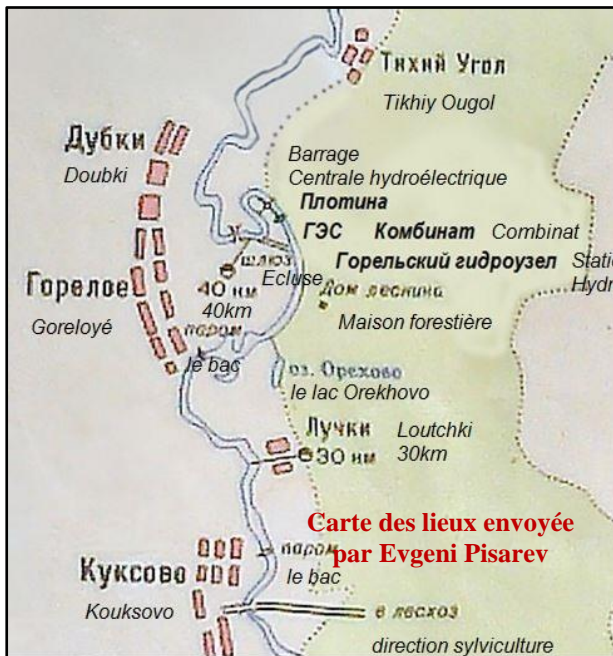 Тихий Угол
Tikhiy Ougol
Дубки
Doubki
Barrage
Centrale hydroélectrique
Плотина
ГЭС Комбинат Combinat
шлюз
Ecluse
Горельский гидроузел Stati
Hydr
40 км
40km
Дом лесника
Maison forestière
Горелое
Goreloyé
паром
le bac
оз. Орехово
le lac Orekhovo
Лучки Loutchki
30 км 30km
Carte des lieux envoyée
par Evgeni Pisarev
паром
le bac
Куксово
Kouksovo
в лесхоз
direction sylviculture